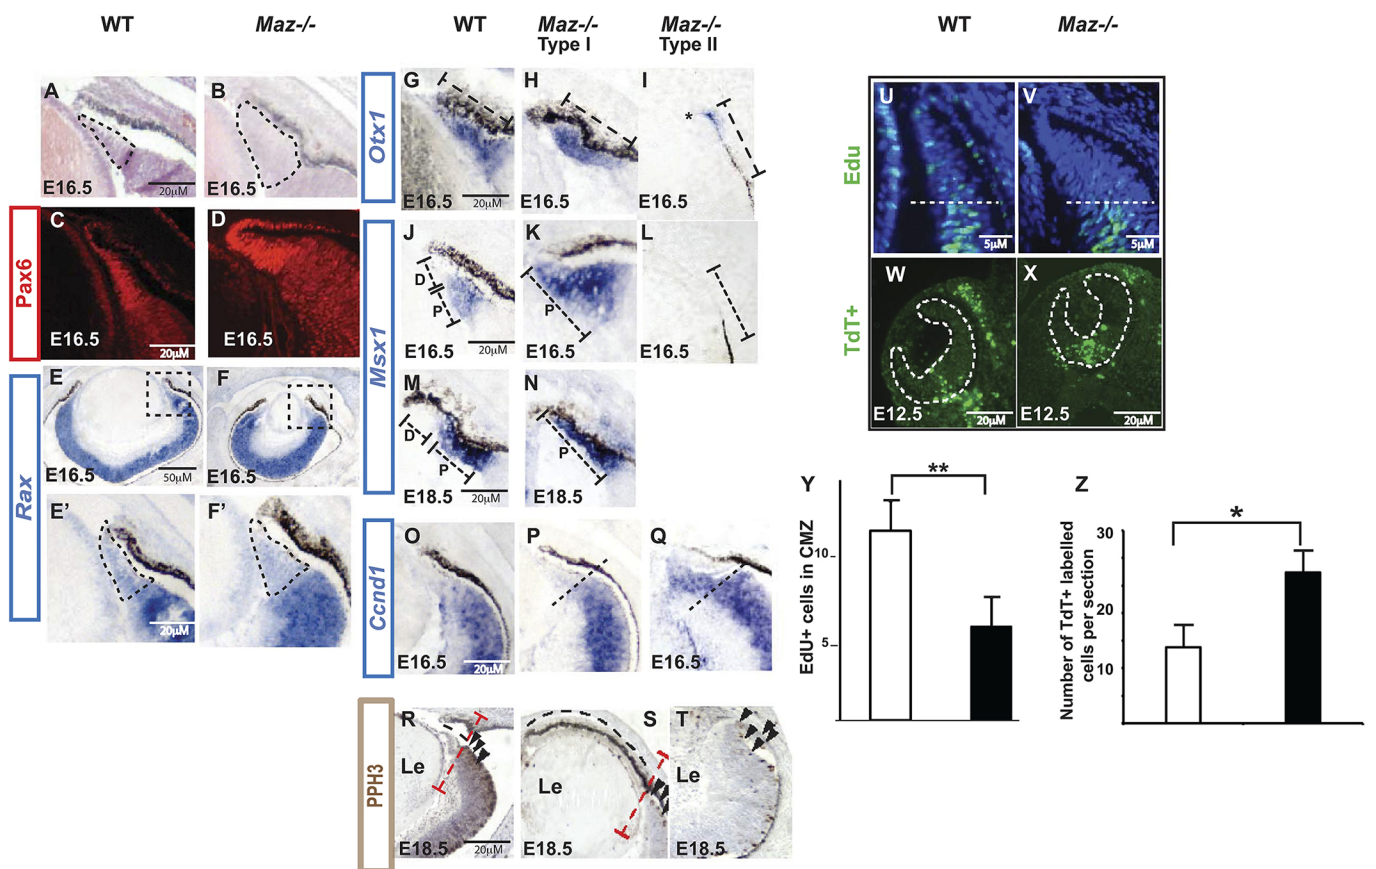 WT
Maz-/-
WT
Maz-/-
Type I
Maz-/-
Type II
WT
Maz-/-
A
E16.5
20μM
B
E16.5
Pax6
C
E16.5
20μM
D
E16.5
Rax
E
E16.5
50μM
F
E16.5
E’
20μM
F’
Otx1
G
E16.5
20μM
H
E16.5
I
*
E16.5
Msx1
J
D
P
E16.5
20μM
K
P
E16.5
L
E16.5
M
D
P
E18.5
20μM
N
P
E18.5
Ccnd1
O
E16.5
20μM
P
E16.5
Q
E16.5
PPH3
R
Le
E18.5
20μM
S
Le
E18.5
T
Le
E18.5
Edu
U
5μM
V
5μM
TdT+
W
E12.5
20μM
X
E12.5
20μM
Y
**
EdU+ cells in CMZ
10
5
Z
*
Number of TdT+ labelled
cells per section
30
20
10